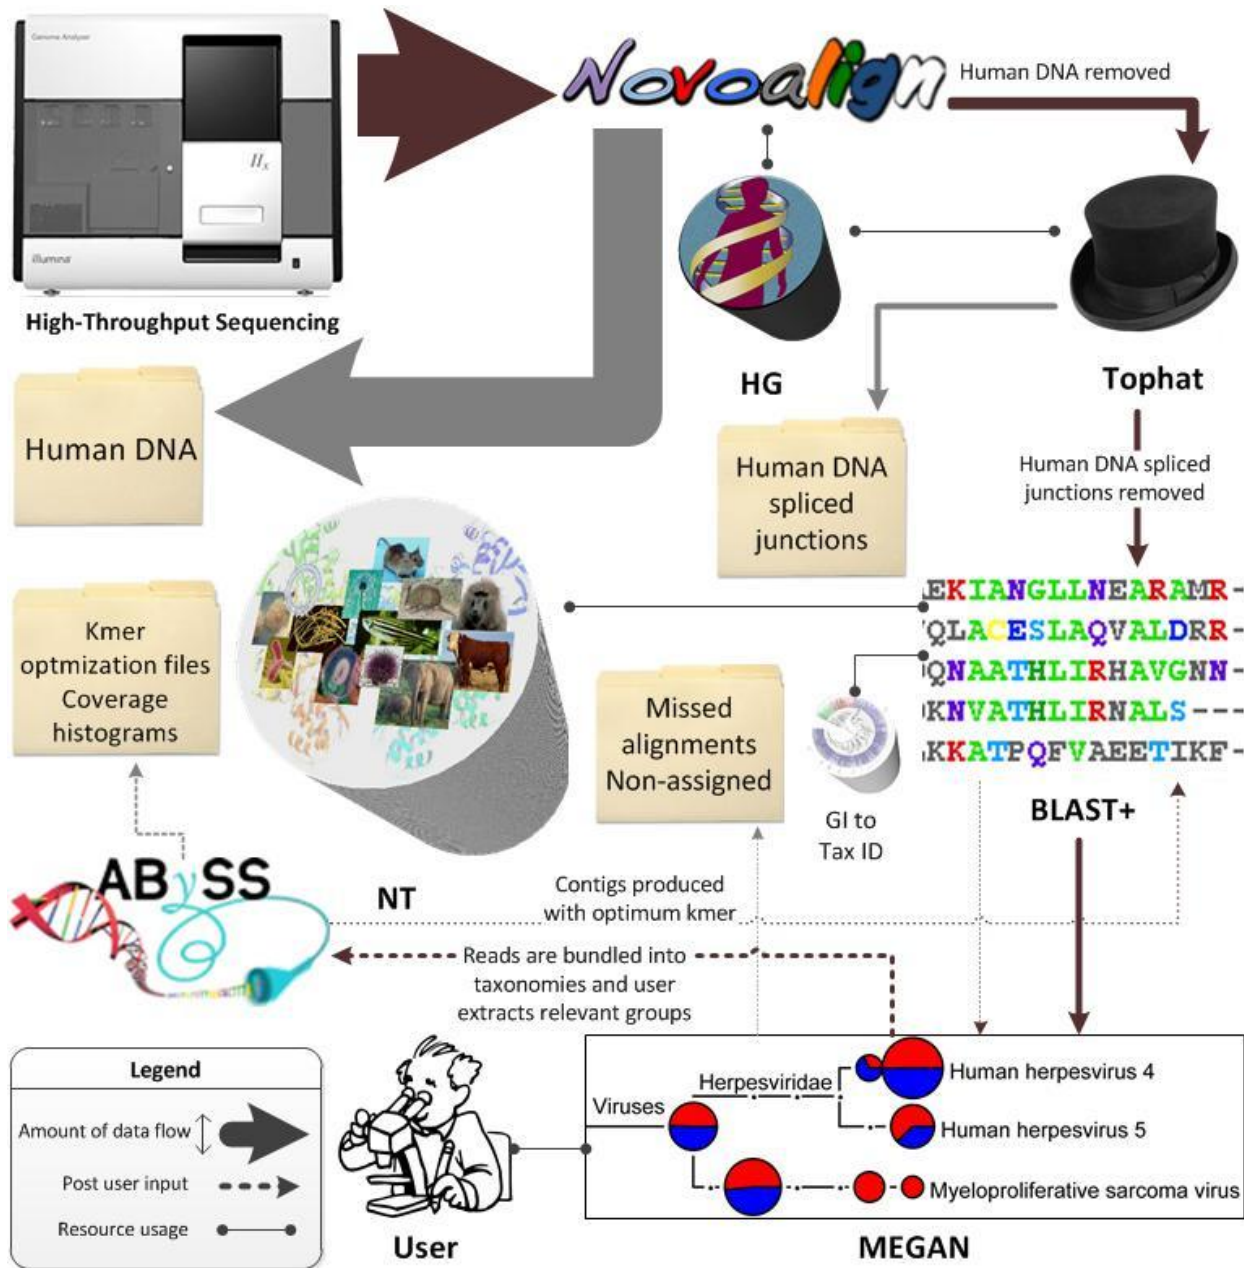 Genome Analyzer
IIx
illumina
High-Throughput Sequencing
Novoalign
Human DNA removed
HG
Tophat
Human DNA
Human DNA
spliced
junctions
Human DNA spliced
junctions removed
Kmer
optmization files
Coverage
histograms
Missed
alignments
Non-assigned
EKIANGLLNEARAMR-
QLACESLAQVALDRR-
QNAATHLIRHAVGNN-
KNVATHLIRNALS---
KKATPQFVAEETIKF-
BLAST+
GI to
Tax ID
NT
ABySS
Contigs produced
with optimum kmer
Reads are bundled into
taxonomies and user
extracts relevant groups
Legend
Amount of data flow
Post user input
Resource usage
User
Viruses
Herpesviridae
Human herpesvirus 4
Human herpesvirus 5
Myeloproliferative sarcoma virus
MEGAN